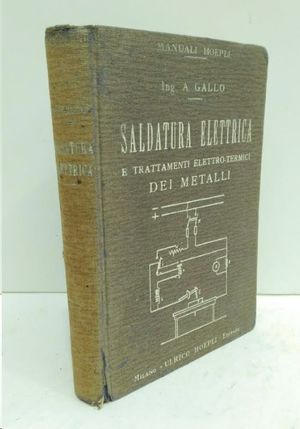 MANUALI HOEPLI
Ing. A. GALLO
SALDATURA ELETTRICA
E TRATTAMENTI ELETTRO-TERMICI
DEI METALLI
MILANO - ULRICO HOEPLI - EDITORE